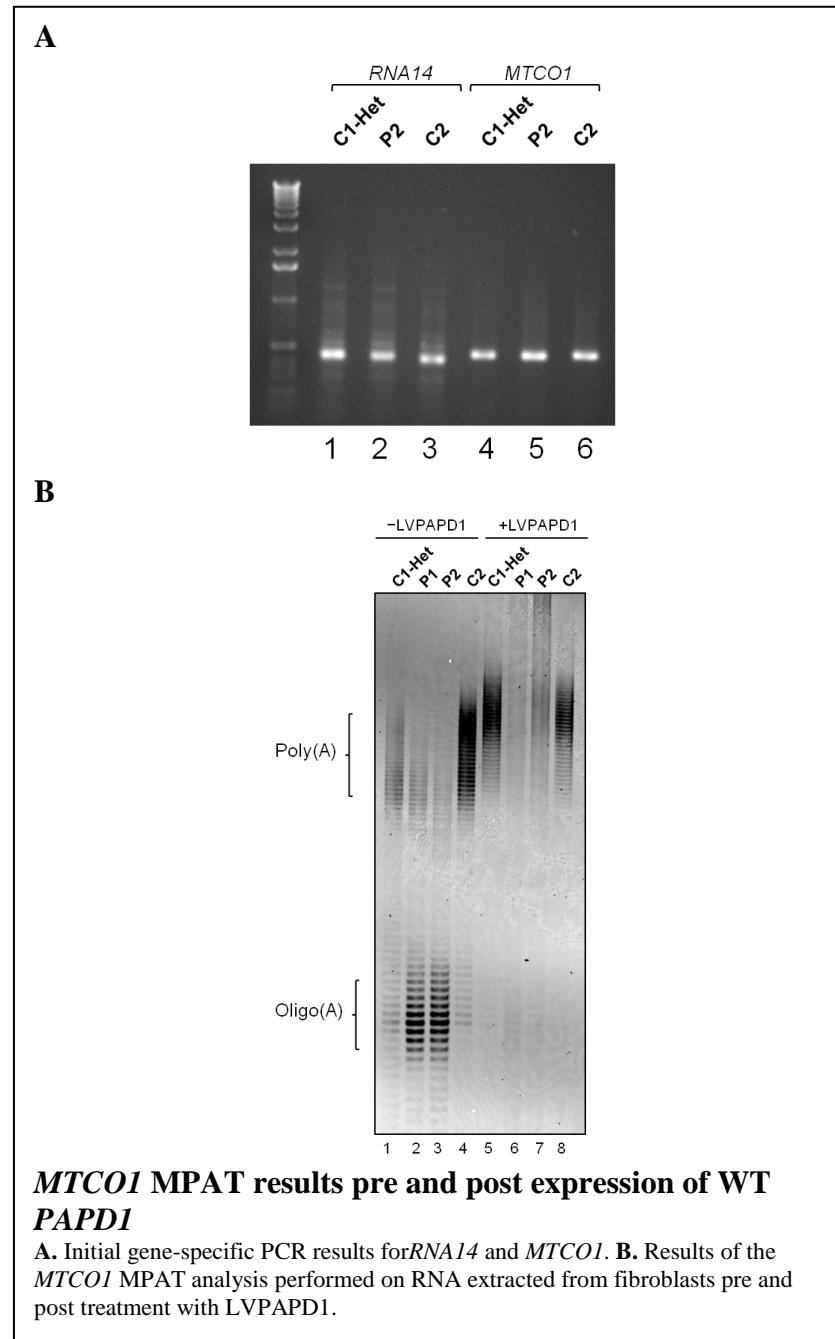 A
RNA14 MTCO1
C1-Het P2 C2 C1-Het P2 C2
1 2 3 4 5 6
B
−LVPAPD1 +LVPAPD1
C1-Het P1 P2 C2 C1-Het P1 P2 C2
Poly(A)
Oligo(A)
1 2 3 4 5 6 7 8
MTCO1 MPAT results pre and post expression of WT
PAPD1
A. Initial gene-specific PCR results forRNA14 and MTCO1. B. Results of the
MTCO1 MPAT analysis performed on RNA extracted from fibroblasts pre and
post treatment with LVPAPD1.